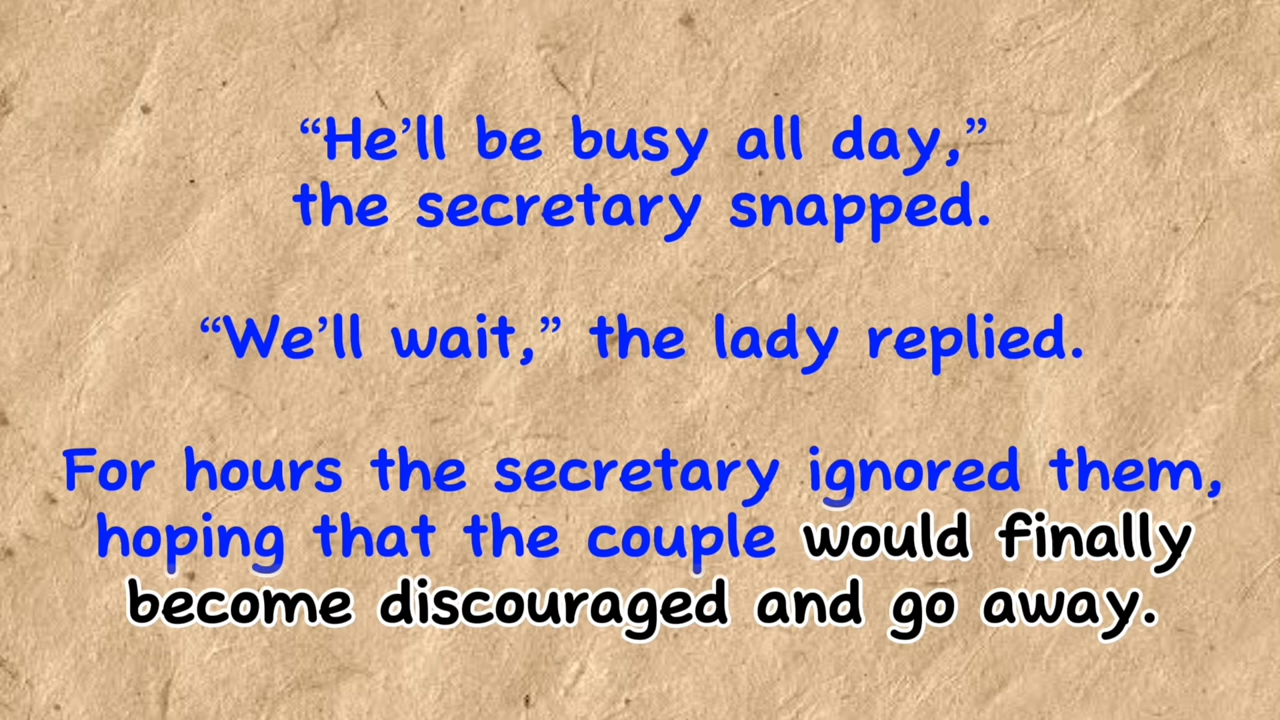 “He’ll be busy all day,”
the secretary snapped.
“We’ll wait,” the lady replied.
For hours the secretary ignored them,
hoping that the couple would finally
become discouraged and go away.